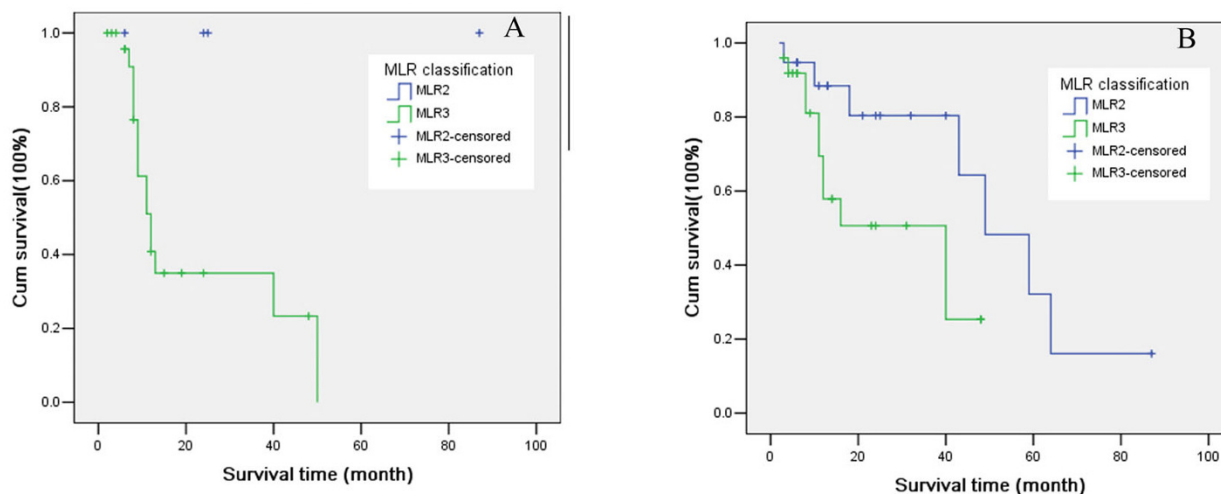 A
1.0
0.8
0.6
0.4
0.2
0.0
Cum survival(100%)
MLR classification
MLR2
MLR3
MLR2-censored
MLR3-censored
0 20 40 60 80 100
Survival time (month)
B
1.0
0.8
0.6
0.4
0.2
0.0
Cum survival(100%)
MLR classification
MLR2
MLR3
MLR2-censored
MLR3-censored
0 20 40 60 80 100
Survival time (month)